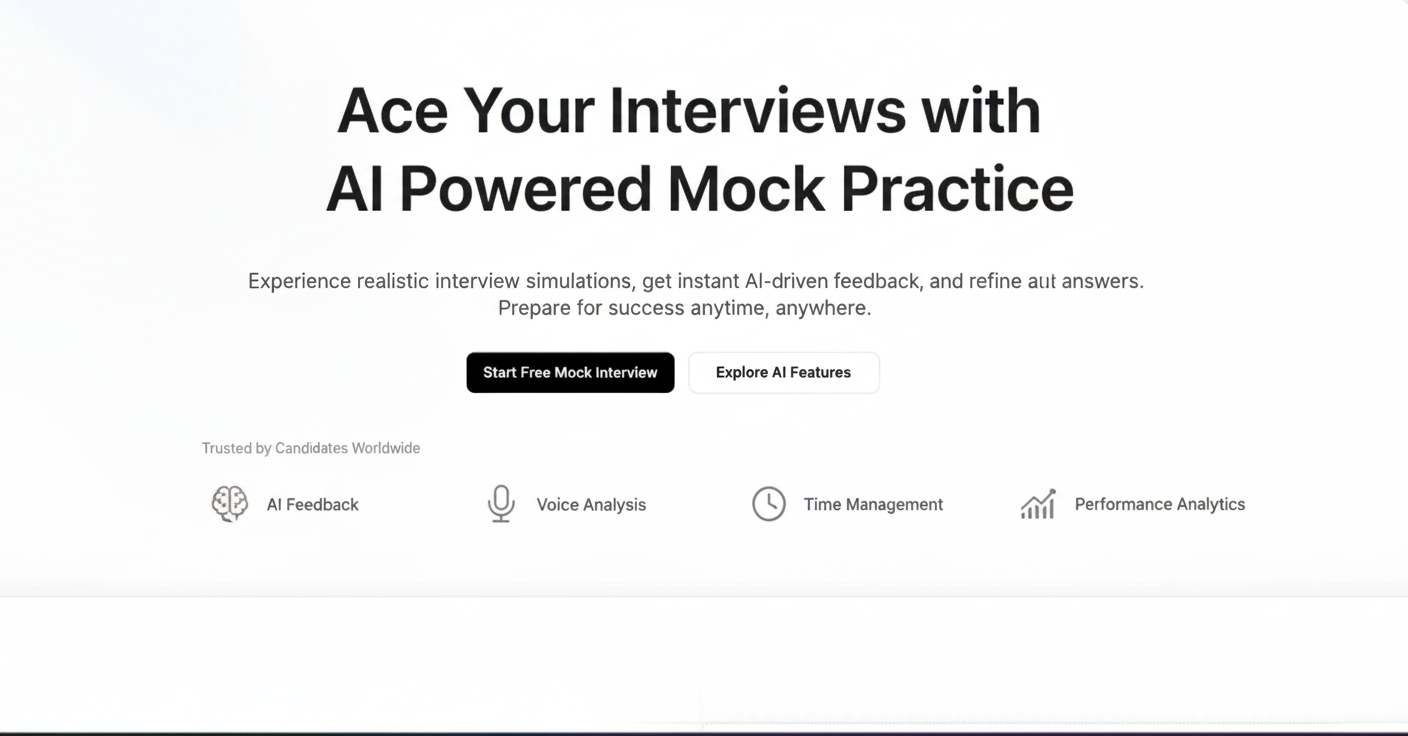 Ace Your Interviews with
AI Powered Mock Practice
Experience realistic interview simulations, get instant AI-driven feedback, and refine aut answers.
Prepare for success anytime, anywhere.
Start Free Mock Interview
Explore AI Features
Trusted by Candidates Worldwide
AI Feedback
Voice Analysis
Time Management
Performance Analytics